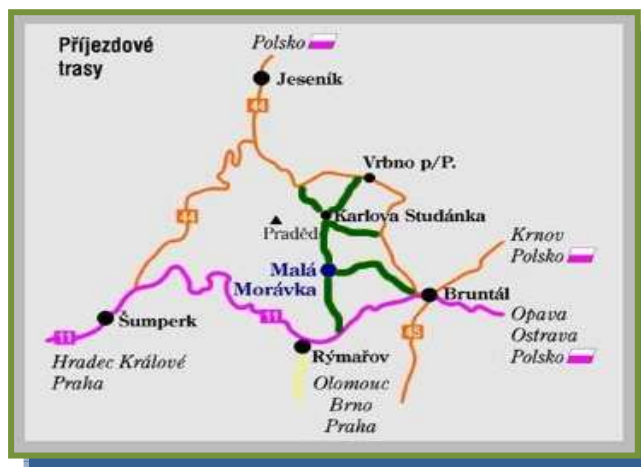 Příjezdové
trasy
Polsko
Jeseník
44
Vrbno p/P.
Karlova Studánka
Praděd
44
Krnov
Polsko
Malá
Morávka
Bruntál
Šumperk
11
11
Rýmařov
45
Opava
Ostrava
Polsko
Hradec Králové
Praha
Olomouc
Brno
Praha